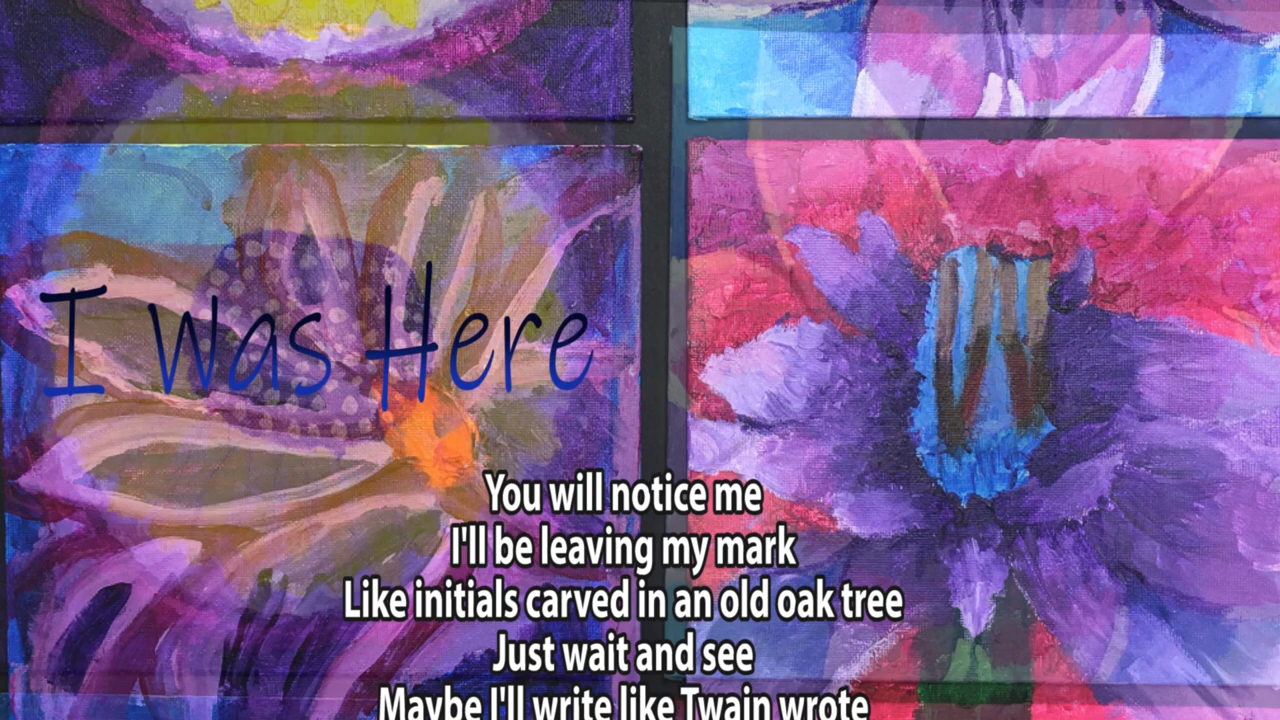 I Was Here
You will notice me
I'll be leaving my mark
Like initials carved in an old oak tree
Just wait and see
Maybe I'll write like Twain wrote